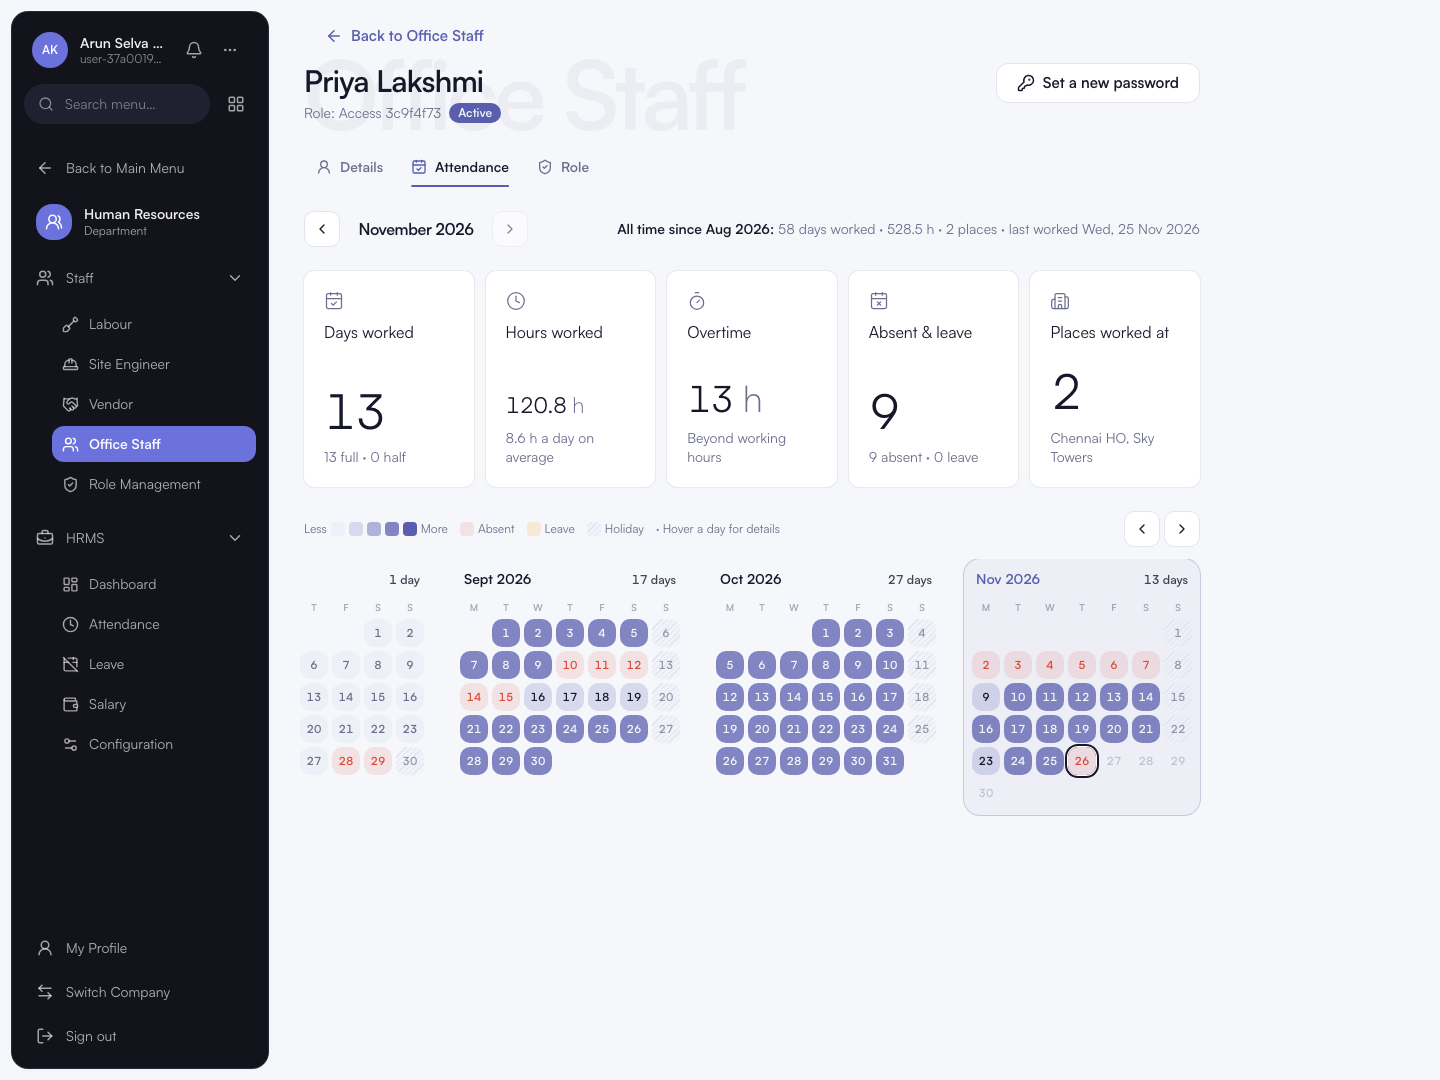 AK
Arun Selva ...
user-37a0019...
Search menu...
Back to Main Menu
Human Resources
Department
Staff
Labour
Site Engineer
Vendor
Office Staff
Role Management
HRMS
Dashboard
Attendance
Leave
Salary
Configuration
My Profile
Switch Company
Sign out
Back to Office Staff
Office Staff
Priya Lakshmi
Role: Access 3c9f4f73 Active
Set a new password
Details Attendance Role
November 2026
All time since Aug 2026: 58 days worked · 528.5 h · 2 places · last worked Wed, 25 Nov 2026
Days worked
13
13 full · 0 half
Hours worked
120.8 h
8.6 h a day on
average
Overtime
13 h
Beyond working
hours
Absent & leave
9
9 absent · 0 leave
Places worked at
2
Chennai HO, Sky
Towers
Less More Absent Leave Holiday · Hover a day for details
1 day
T F S S
1 2
6 7 8 9
13 14 15 16
20 21 22 23
27 28 29 30
Sept 2026 17 days
M T W T F S S
1 2 3 4 5 6
7 8 9 10 11 12 13
14 15 16 17 18 19 20
21 22 23 24 25 26 27
28 29 30
Oct 2026 27 days
M T W T F S S
1 2 3 4
5 6 7 8 9 10 11
12 13 14 15 16 17 18
19 20 21 22 23 24 25
26 27 28 29 30 31
Nov 2026 13 days
M T W T F S S
1
2 3 4 5 6 7 8
9 10 11 12 13 14 15
16 17 18 19 20 21 22
23 24 25 26 27 28 29
30